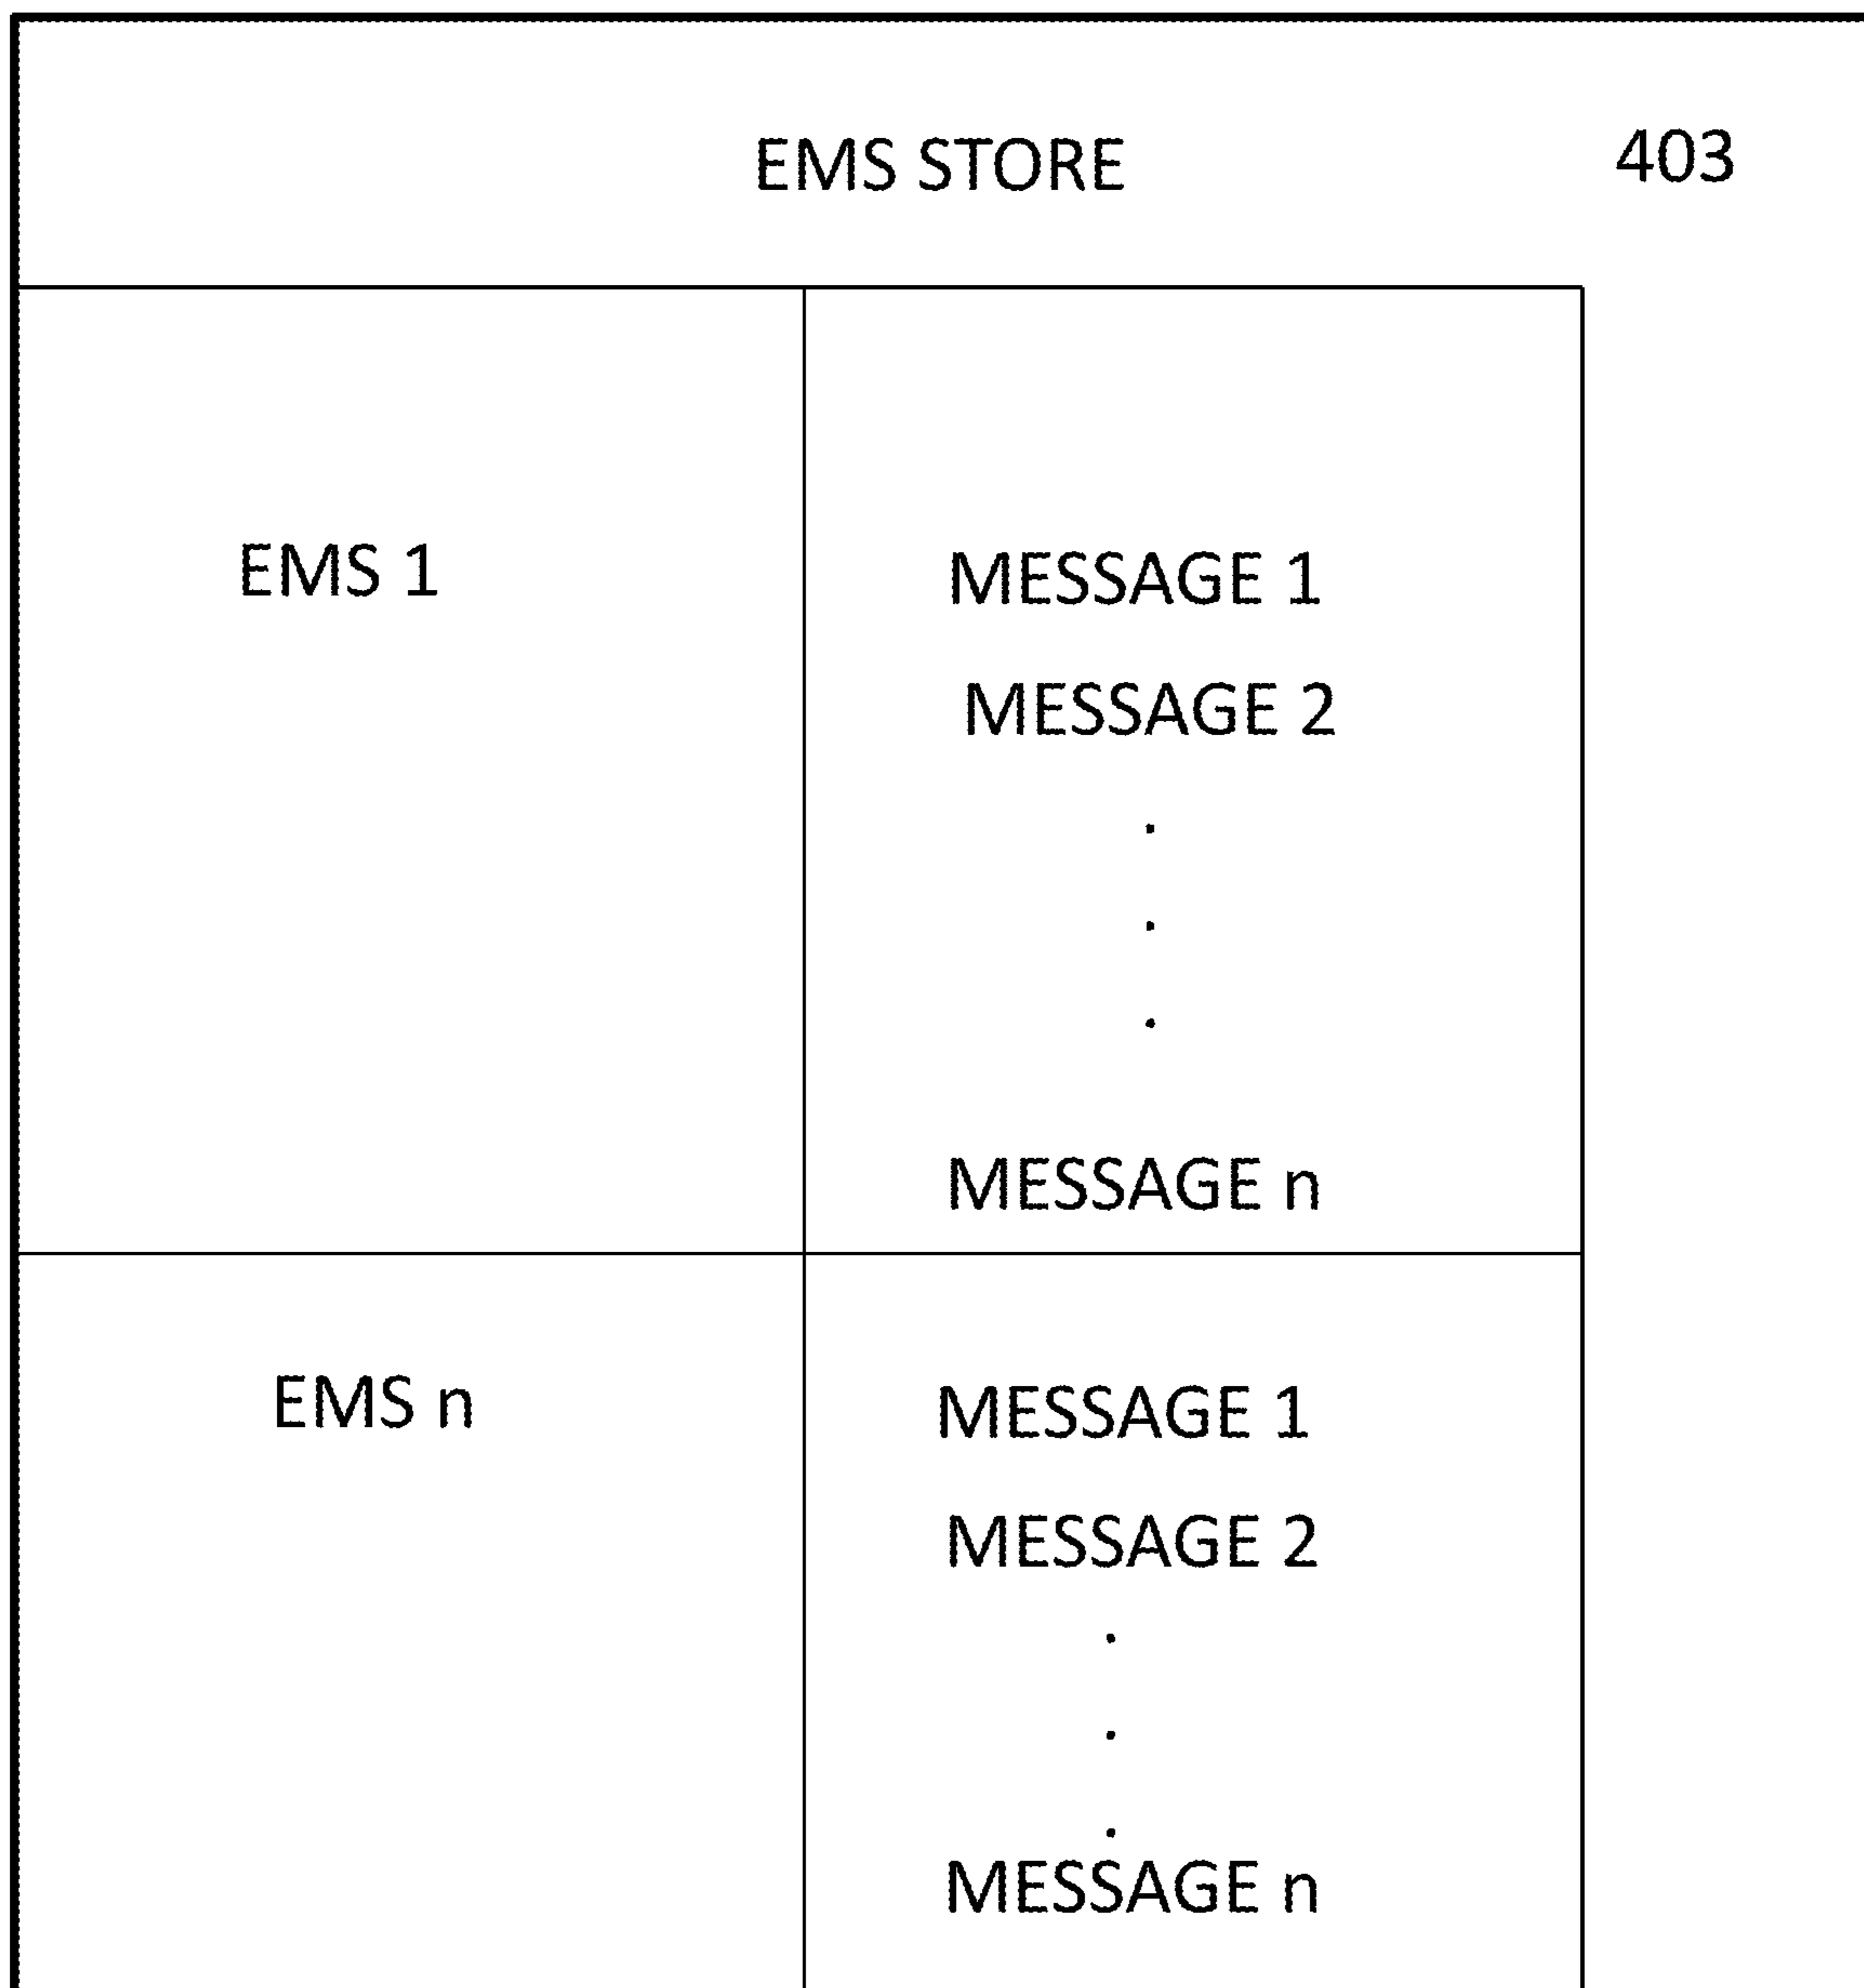 EMS STORE 403
EMS 1 MESSAGE 1
MESSAGE 2
.
.
.
MESSAGE n
EMS n MESSAGE 1
MESSAGE 2
.
.
.
MESSAGE n